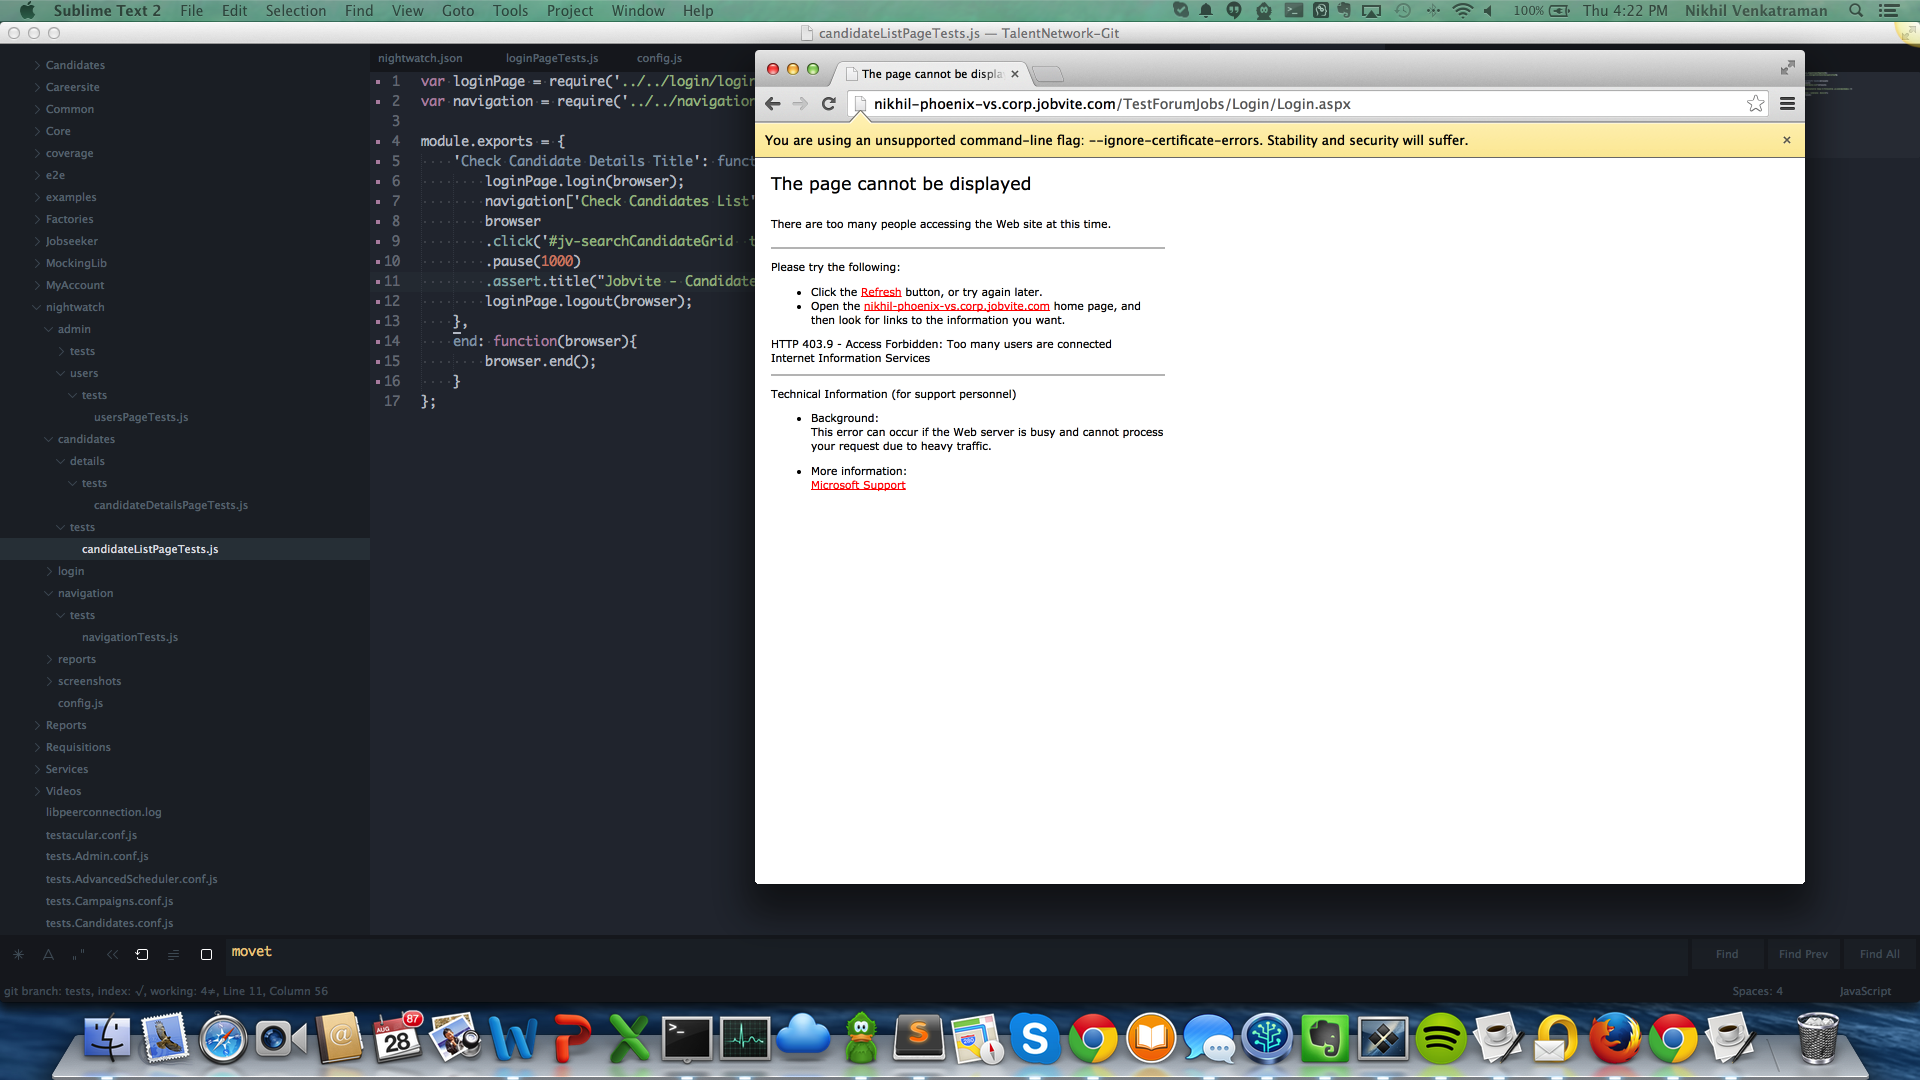 Sublime Text 2 File Edit Selection Find View Goto Tools Project Window Help 100% Thu 4:22 PM Nikhil Venkatraman
candidateListPageTests.js — TalentNetwork-Git
Candidates
Careersite
Common
Core
coverage
e2e
examples
Factories
Jobseeker
MockingLib
MyAccount
nightwatch
admin
tests
users
tests
usersPageTests.js
candidates
details
tests
candidateDetailsPageTests.js
tests
candidateListPageTests.js
login
navigation
tests
navigationTests.js
reports
screenshots
config.js
Reports
Requisitions
Services
Videos
libpeerconnection.log
testacular.conf.js
tests.Admin.conf.js
tests.AdvancedScheduler.conf.js
tests.Campaigns.conf.js
tests.Candidates.conf.js
nightwatch.json loginPageTests.js config.js
1 var loginPage = require('../../login/login
2 var navigation = require('../../navigation
3
4 module.exports = {
5 'Check Candidate Details Title': funct
6 loginPage.login(browser);
7 navigation['Check Candidates List'
8 browser
9 .click('#jv-searchCandidateGrid t
10 .pause(1000)
11 .assert.title("Jobvite - Candidate
12 loginPage.logout(browser);
13 },
14 end: function(browser){
15 browser.end();
16 }
17 };
The page cannot be displa
nikhil-phoenix-vs.corp.jobvite.com/TestForumJobs/Login/Login.aspx
You are using an unsupported command-line flag: --ignore-certificate-errors. Stability and security will suffer.
The page cannot be displayed
There are too many people accessing the Web site at this time.
Please try the following:
• Click the Refresh button, or try again later.
• Open the nikhil-phoenix-vs.corp.jobvite.com home page, and
then look for links to the information you want.
HTTP 403.9 - Access Forbidden: Too many users are connected
Internet Information Services
Technical Information (for support personnel)
• Background:
This error can occur if the Web server is busy and cannot process
your request due to heavy traffic.
• More information:
Microsoft Support
movet
Find Find Prev Find All
git branch: tests, index: √, working: 4≠, Line 11, Column 56 Spaces: 4 JavaScript
AUG 28 87